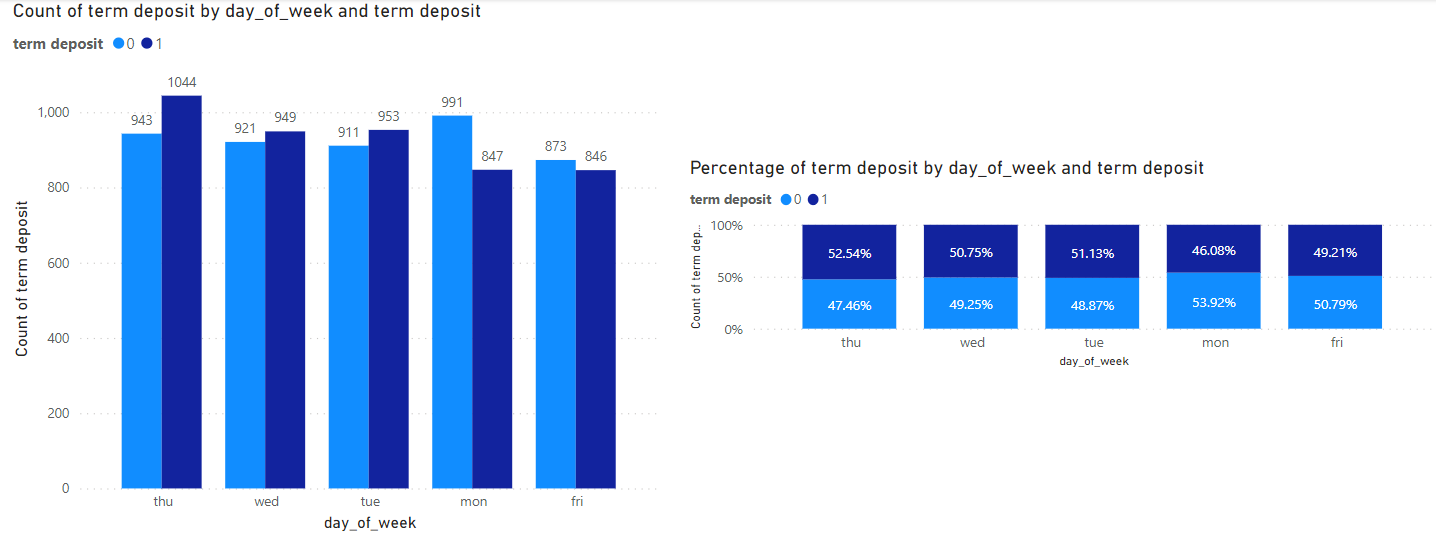 Count of term deposit by day_of_week and term deposit
term deposit 0 1
1,000
800
600
400
200
0
Count of term deposit
943
1044
921
949
911
953
991
847
873
846
thu wed tue mon fri
day_of_week
Percentage of term deposit by day_of_week and term deposit
term deposit 0 1
100%
50%
0%
Count of term dep...
52.54% 50.75% 51.13% 46.08% 49.21%
47.46% 49.25% 48.87% 53.92% 50.79%
thu wed tue mon fri
day_of_week